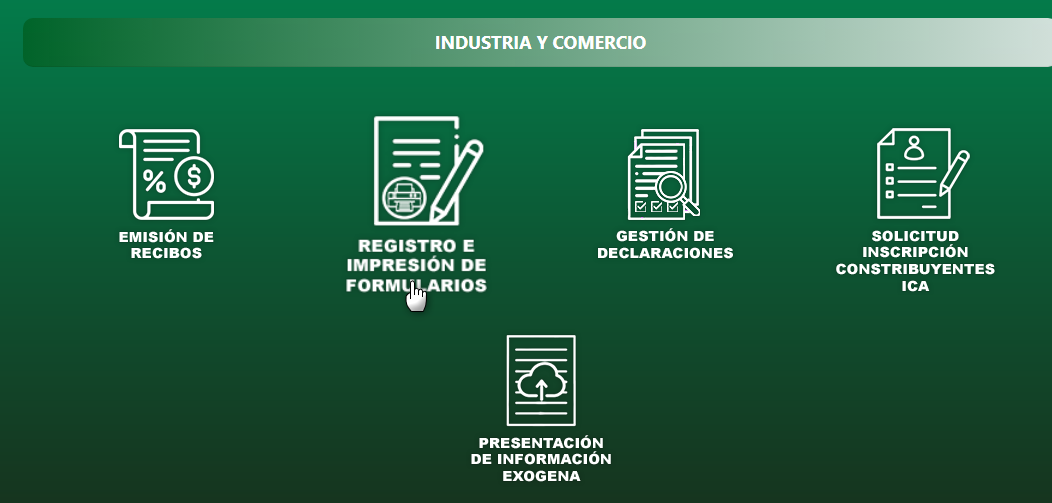 INDUSTRIA Y COMERCIO
%
$
EMISIÓN DE
RECIBOS
REGISTRO E
IMPRESIÓN DE
FORMULARIOS
GESTIÓN DE
DECLARACIONES
SOLICITUD
INSCRIPCIÓN
CONSTRIBUYENTES
ICA
PRESENTACIÓN
DE INFORMACIÓN
EXOGENA